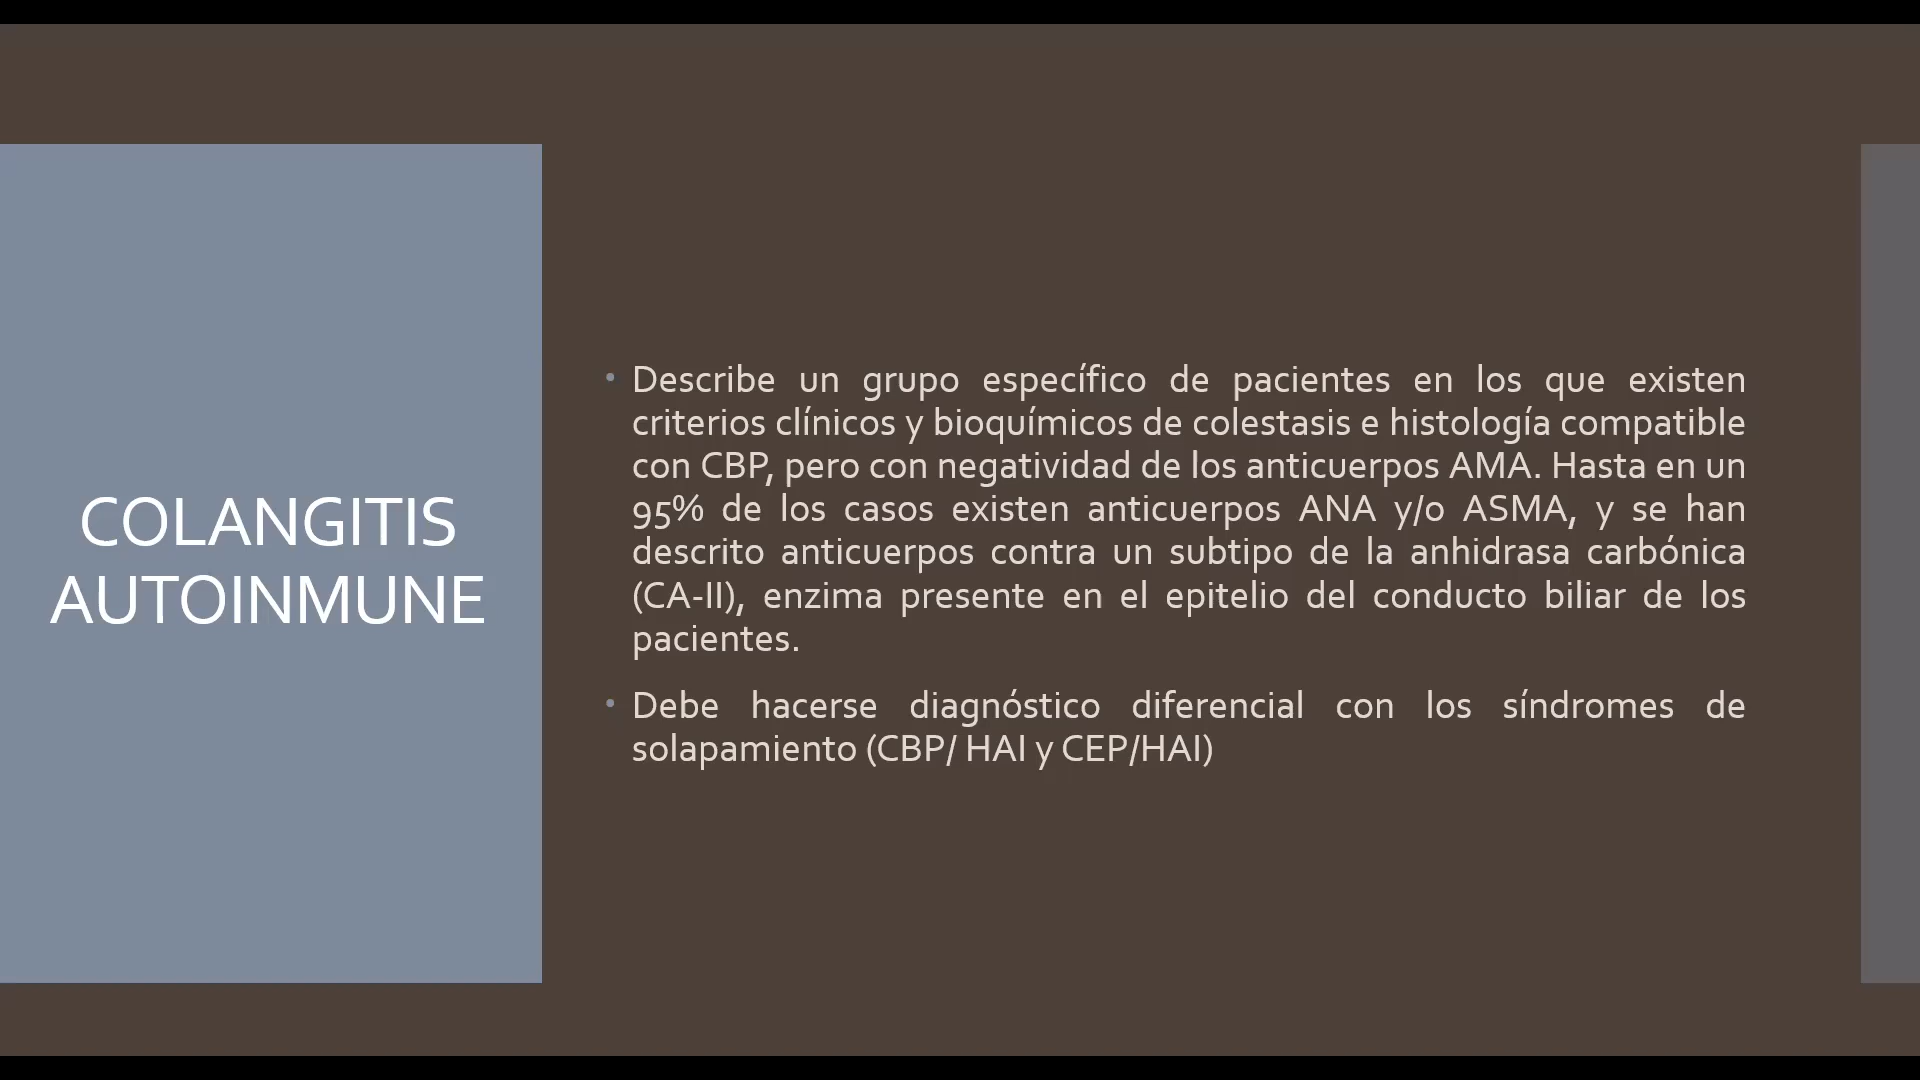 COLANGITIS
AUTOINMUNE
• Describe un grupo específico de pacientes en los que existen
criterios clínicos y bioquímicos de colestasis e histología compatible
con CBP, pero con negatividad de los anticuerpos AMA. Hasta en un
95% de los casos existen anticuerpos ANA y/o ASMA, y se han
descrito anticuerpos contra un subtipo de la anhidrasa carbónica
(CA-II), enzima presente en el epitelio del conducto biliar de los
pacientes.
• Debe hacerse diagnóstico diferencial con los síndromes de
solapamiento (CBP/ HAI y CEP/HAI)